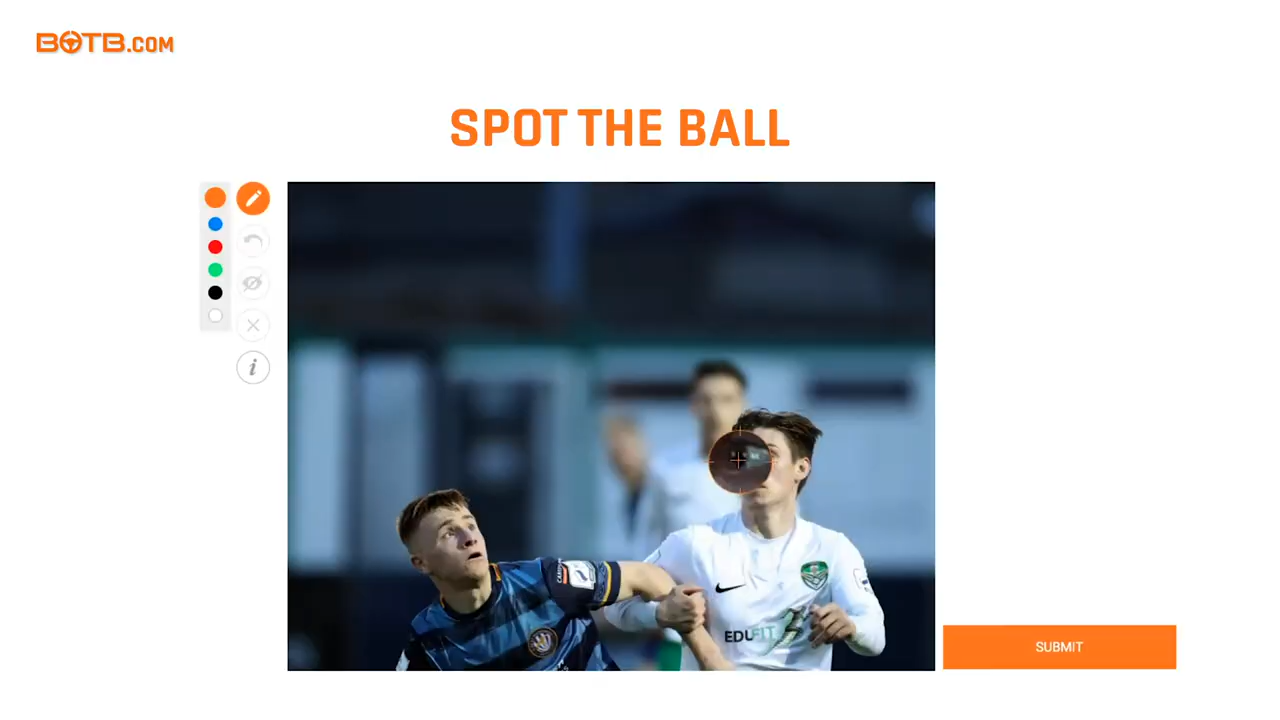 BOTB.COM
SPOT THE BALL
i
EDUFIT
SUBMIT